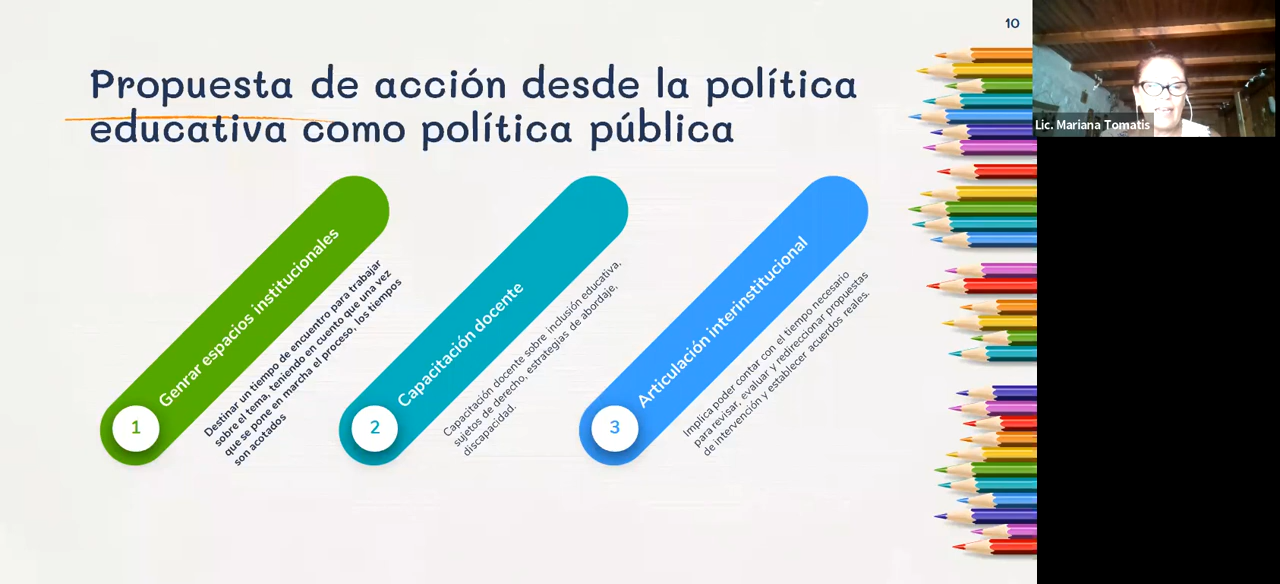 10
Lic. Mariana Tomatis
Propuesta de acción desde la política
educativa como política pública
1
Genrar espacios institucionales
Destinar un tiempo de encuentro para trabajar
sobre el tema, teniendo en cuento que una vez
que se pone en marcha el proceso, los tiempos
son acotados
2
Capacitación docente
Capacitación docente sobre inclusión educativa,
sujetos de derecho, estrategias de abordaje,
discapacidad.
3
Articulación interinstitucional
Implica poder contar con el tiempo necesario
para revisar, evaluar y redireccionar propuestas
de intervención y establecer acuerdos reales.